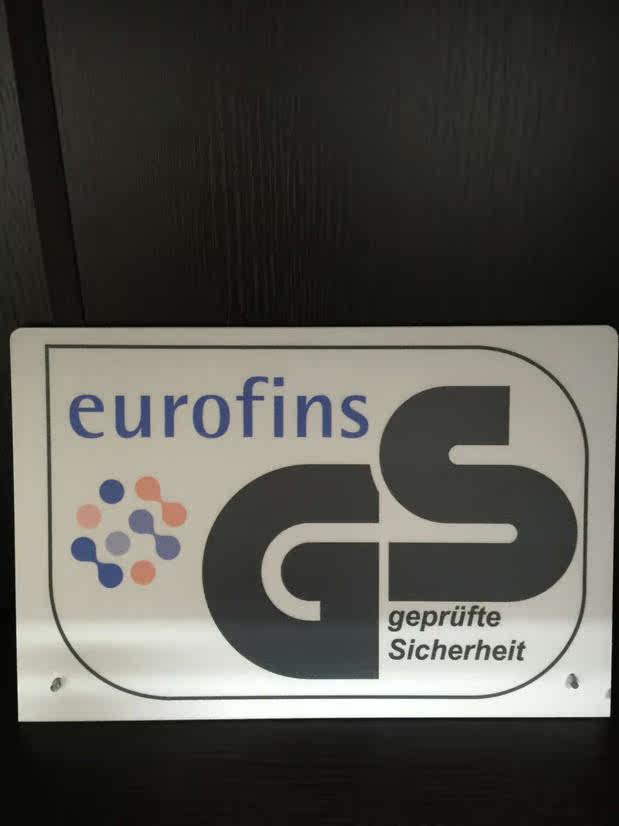 eurofins
GS
geprüfte
Sicherheit